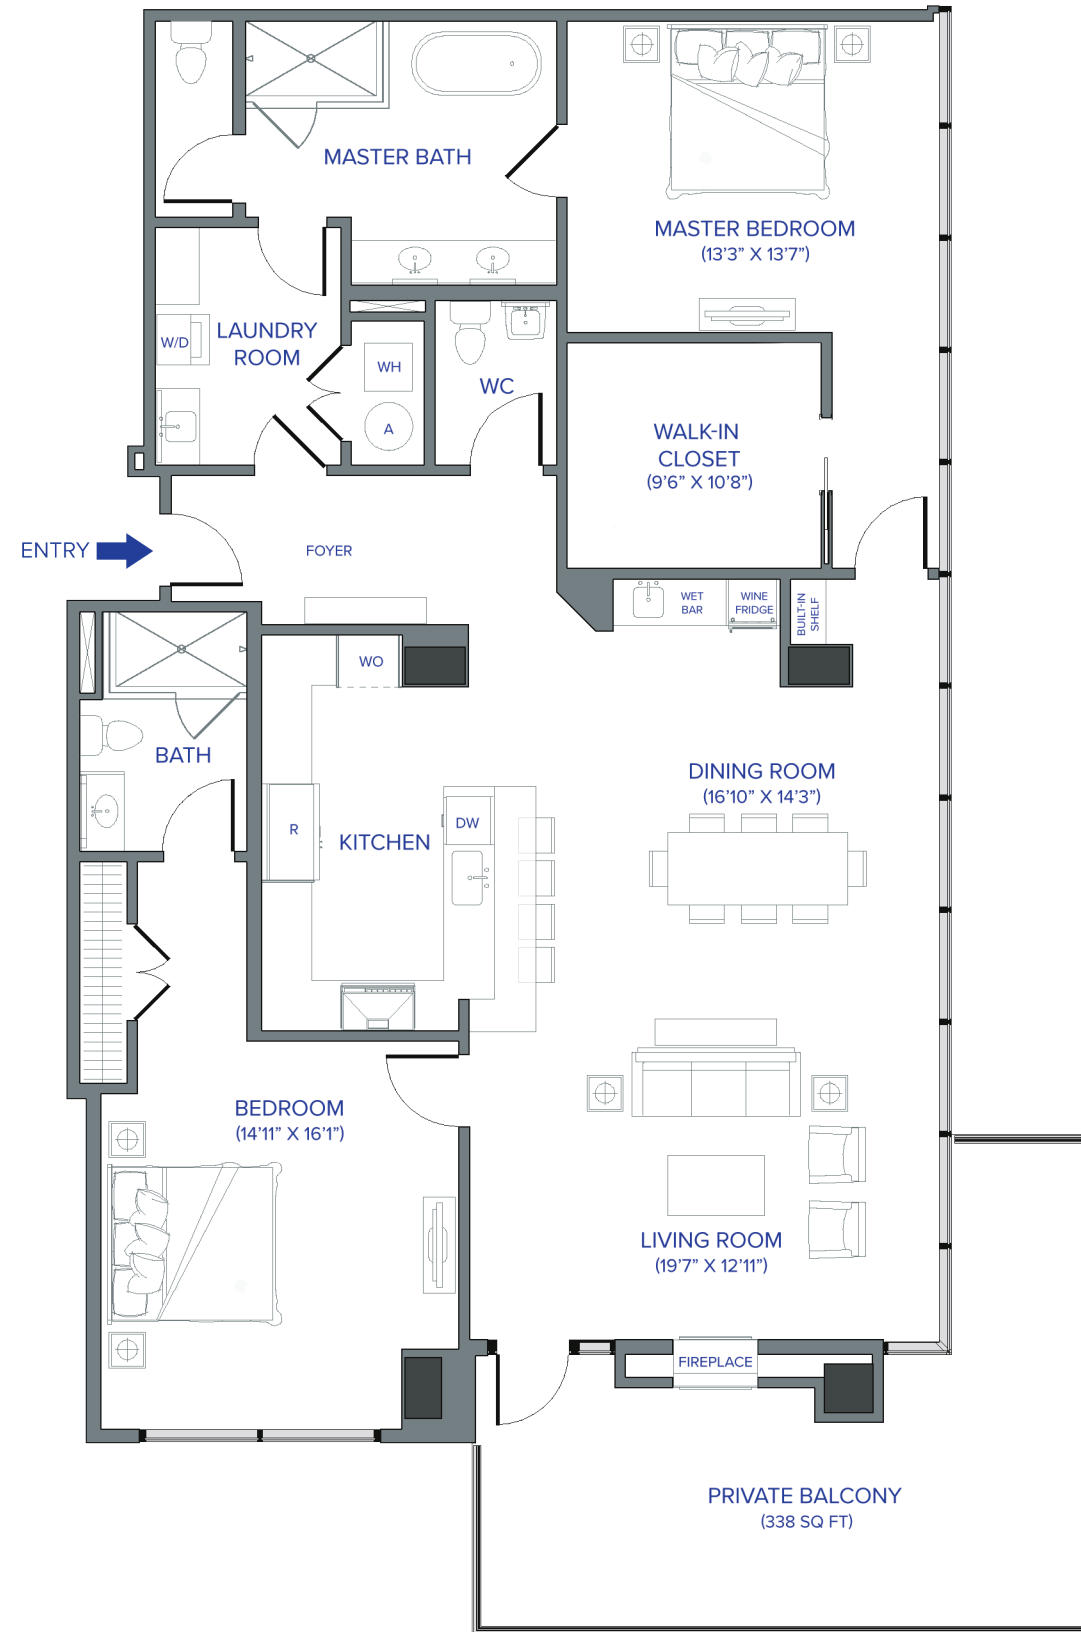 MASTER BATH
MASTER BEDROOM
(13'3" X 13'7")
LAUNDRY
ROOM
W/D
WH
A
WC
WALK-IN
CLOSET
(9'6" X 10'8")
ENTRY
FOYER
WET
BAR
WINE
FRIDGE
BUILT-IN
SHELF
WO
BATH
DINING ROOM
(16'10" X 14'3")
R
KITCHEN
DW
BEDROOM
(14'11" X 16'1")
LIVING ROOM
(19'7" X 12'11")
FIREPLACE
PRIVATE BALCONY
(338 SQ FT)